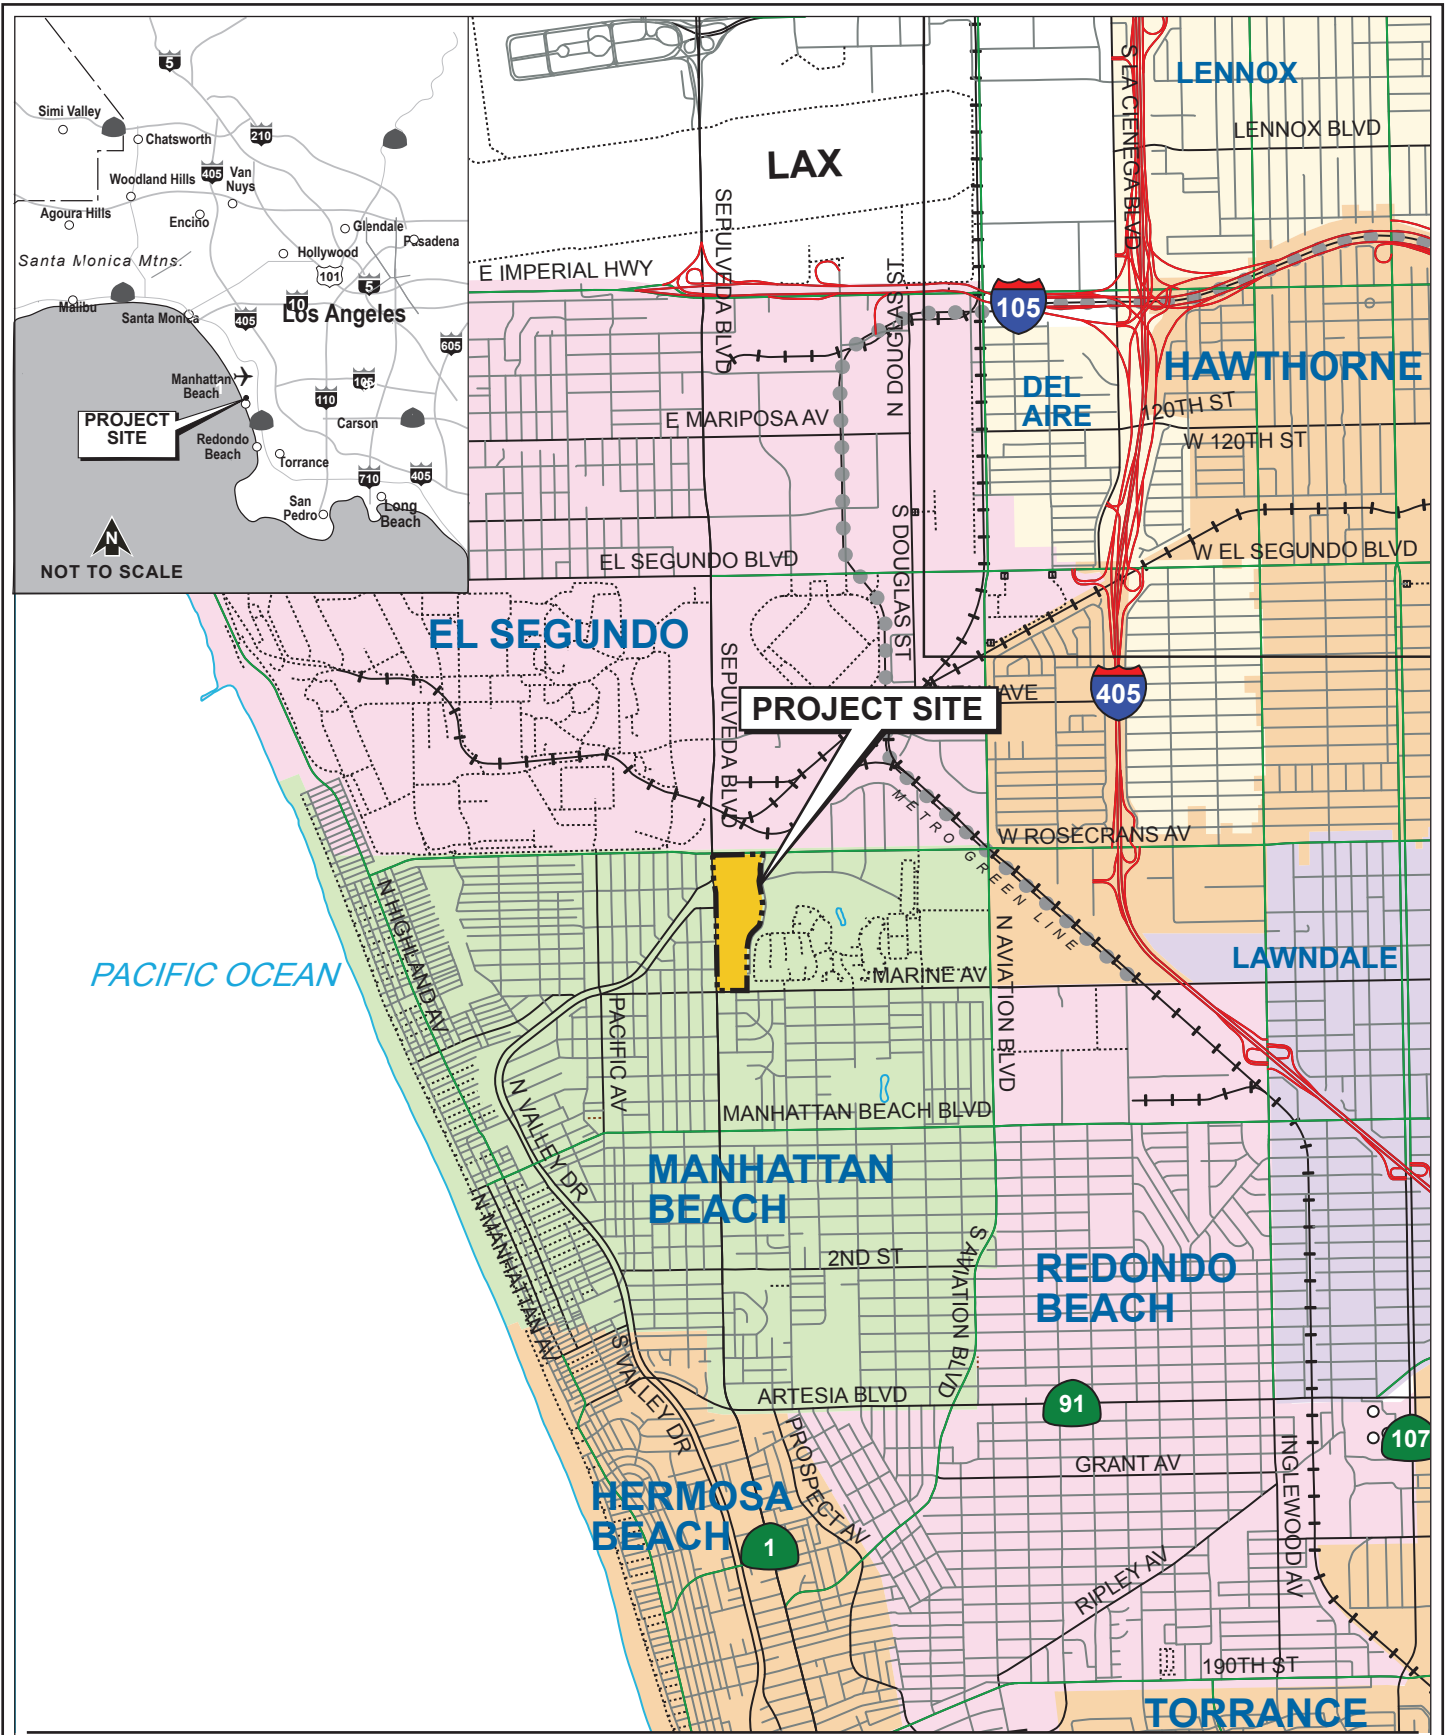 5
Simi Valley
Chatsworth
210
405
Van
Nuys
Woodland Hills
Agoura Hills
Encino
Glendale
Pasadena
Hollywood
Santa Monica Mtns.
101
5
10
Malibu
Santa Monica
405
Los Angeles
605
Manhattan
Beach
105
110
PROJECT
SITE
Carson
Redondo
Beach
Torrance
710
405
San
Pedro
Long
Beach
N
NOT TO SCALE
LENNOX
S LA CIENEGA BLVD
LENNOX BLVD
LAX
SEPULVEDA BLVD
E IMPERIAL HWY
N DOUGLAS ST
105
HAWTHORNE
DEL
AIRE
120TH ST
E MARIPOSA AV
W 120TH ST
S DOUGLAS ST
EL SEGUNDO BLVD
W EL SEGUNDO BLVD
EL SEGUNDO
SEPULVEDA BLVD
AVE
405
PROJECT SITE
METRO GREEN LINE
W ROSECRANS AV
N HIGHLAND AV
PACIFIC OCEAN
MARINE AV
N AVIATION BLVD
LAWNDALE
PACIFIC AV
N VALLEY DR
MANHATTAN BEACH BLVD
MANHATTAN
BEACH
N MANHATTAN AV
2ND ST
S AVIATION BLVD
REDONDO
BEACH
S VALLEY DR
ARTESIA BLVD
91
107
PROSPECT AV
GRANT AV
INGLEWOOD AV
HERMOSA
BEACH
1
RIPLEY AV
190TH ST
TORRANCE